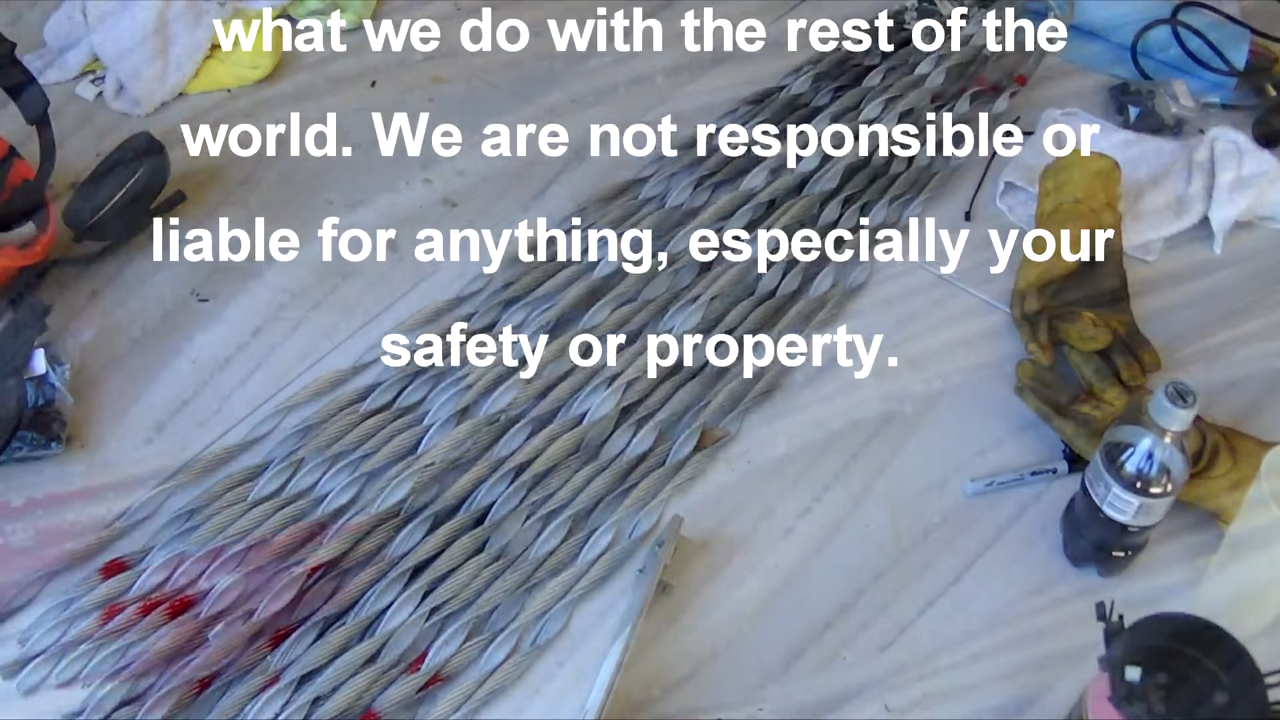 what we do with the rest of the
world. We are not responsible or
liable for anything, especially your
safety or property.